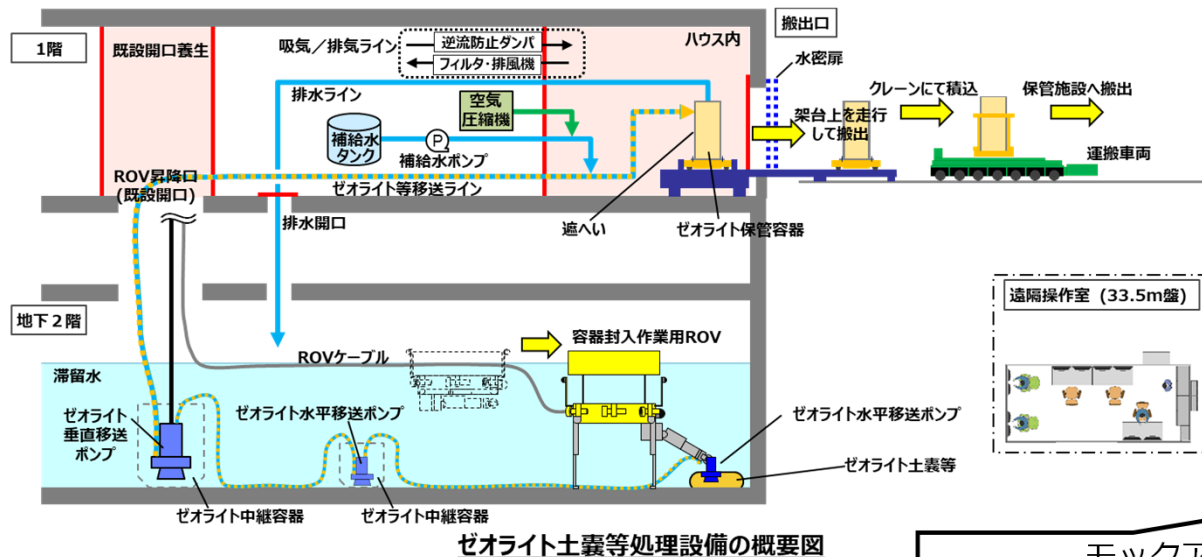 1階
既設開口養生
吸気／排気ライン
逆流防止ダンパ
フィルタ・排風機
ハウス内
搬出口
水密扉
排水ライン
空気
圧縮機
補給水
タンク
P
補給水ポンプ
架台上を走行
して搬出
クレーンにて積込
保管施設へ搬出
運搬車両
ROV昇降口
(既設開口)
ゼオライト等移送ライン
排水開口
遮へい
ゼオライト保管容器
遠隔操作室（33.5m盤）
地下２階
容器封入作業用ROV
ROVケーブル
滞留水
ゼオライト
垂直移送
ポンプ
ゼオライト水平移送ポンプ
ゼオライト水平移送ポンプ
ゼオライト土嚢等
ゼオライト中継容器
ゼオライト中継容器
ゼオライト土嚢等処理設備の概要図
モックア